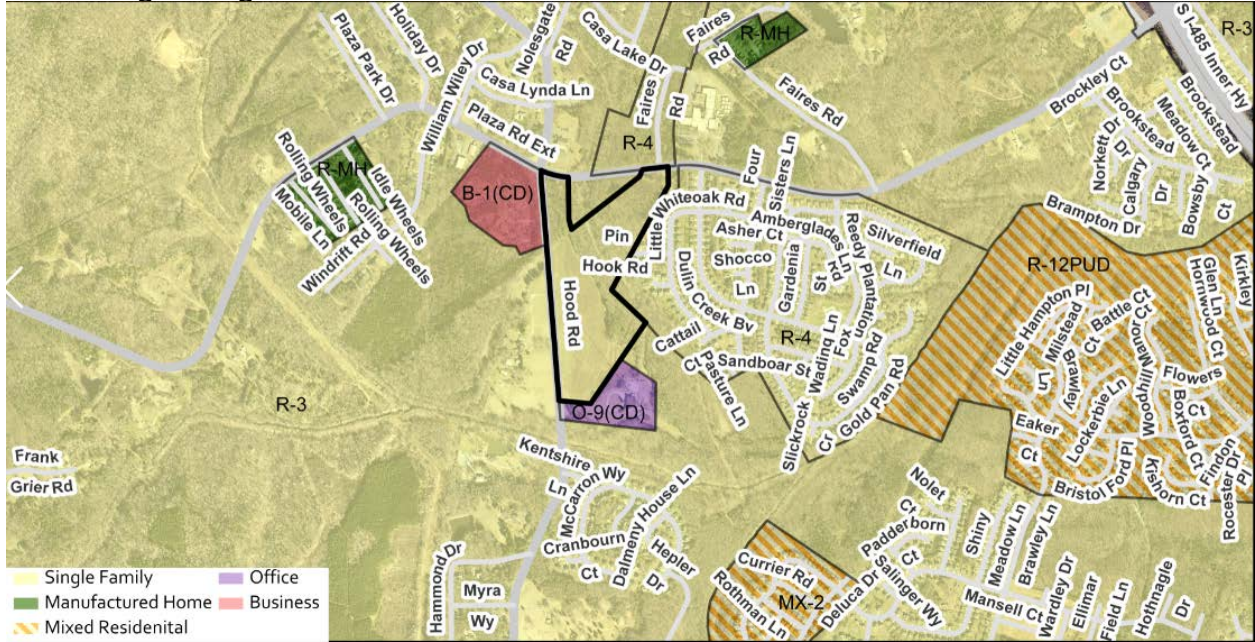 Plaza Park Dr
Holiday Dr
William Wiley Dr
Nolesgate Rd
Casa Lake Dr
Casa Lynda Ln
Plaza Rd Ext
Faires Rd
Faires Rd
R-MH
Faires Rd
Brockley Ct
S I-485 Inner Hy
R-3
Brookstead
Meadow Ct
Brookstead
Norkett Dr
Calgary Dr
Bowsby Ct
Brampton Dr
R-4
R-MH
Rolling Wheels
Mobile Ln
Idle Wheels
Rolling Wheels
Windrift Rd
B-1(CD)
Hood Rd
Pin Hook Rd
Little Whiteoak Rd
Four Sisters Ln
Amberglades Ln
Asher Ct
Shocco Ln
Gardenia St
Rd
Reedy Plantation
Silverfield Ln
Dulin Creek Bv
Cattail Ct
Pasture Ln
Sandboar St
R-4
Wading Ln
Fox
Swamp Rd
Gold Pan Rd
Slickrock
Cr
R-12PUD
Little Hampton Pl
Milstead
Ln
Brawley
Battle Ct
Ct
Lockerbie Ln
Woodhill Manor Ct
Glen Ln
Hornwood Ct
Kirkley
Flowers Ct
Boxford Ct
Findon Pl
Rocester Dr
Eaker Ct
Bristol Ford Pl
Kishorn Ct
R-3
O-9(CD)
Frank
Grier Rd
Kentshire Ln
McCarron Wy
Dalmeny House Ln
Cranbourn Ct
Hepler Dr
Hammond Dr
Myra Wy
Nolet Ct
Padderborn Ct
Shiny
Meadow Ln
Brawley Ln
Currier Rd
MX-2
Rothman Ln
Deluca Dr
Salinger Wy
Mansell Ct
Wardley Dr
Ellimar
Field Ln
Hothnagle Dr
Single Family
Office
Manufactured Home
Business
Mixed Residenital